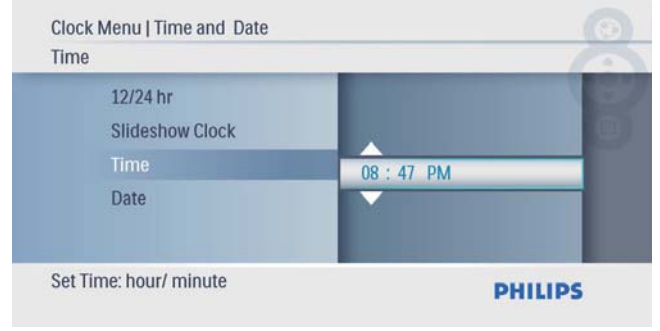 Clock Menu | Time and Date
Time
12/24 hr
Slideshow Clock
Time
08 : 47 PM
Date
Set Time: hour/ minute
PHILIPS